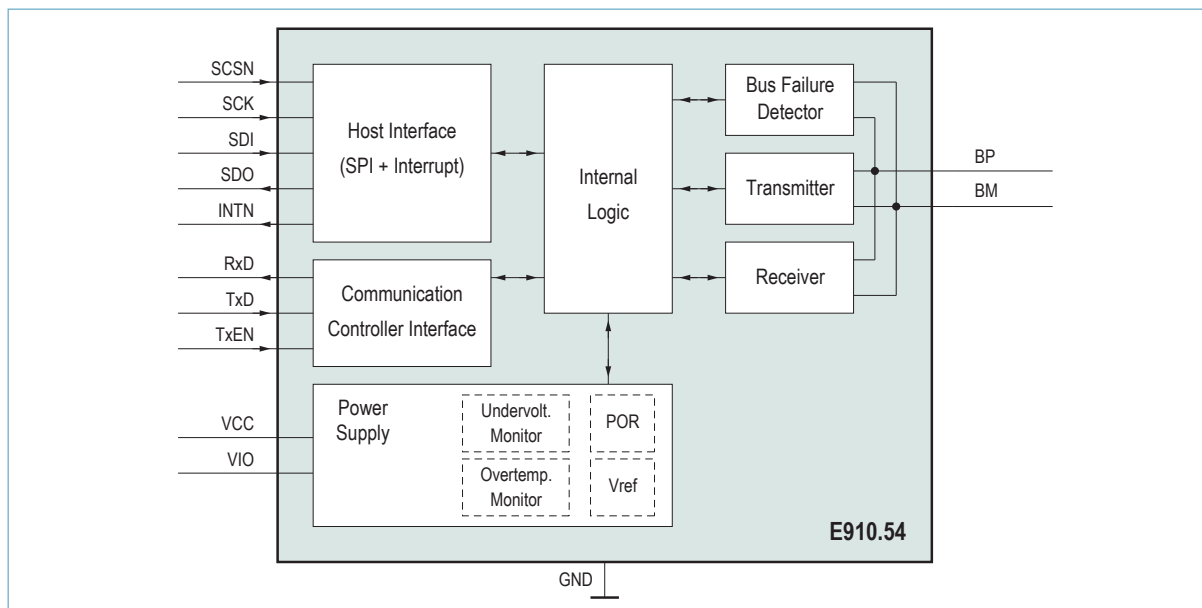 SCSN
SCK
SDI
SDO
INTN
RxD
TxD
TxEN
VCC
VIO
Host Interface
(SPI + Interrupt)
Communication
Controller Interface
Power
Supply
Undervolt.
Monitor
Overtemp.
Monitor
POR
Vref
Internal
Logic
Bus Failure
Detector
Transmitter
Receiver
BP
BM
E910.54
GND